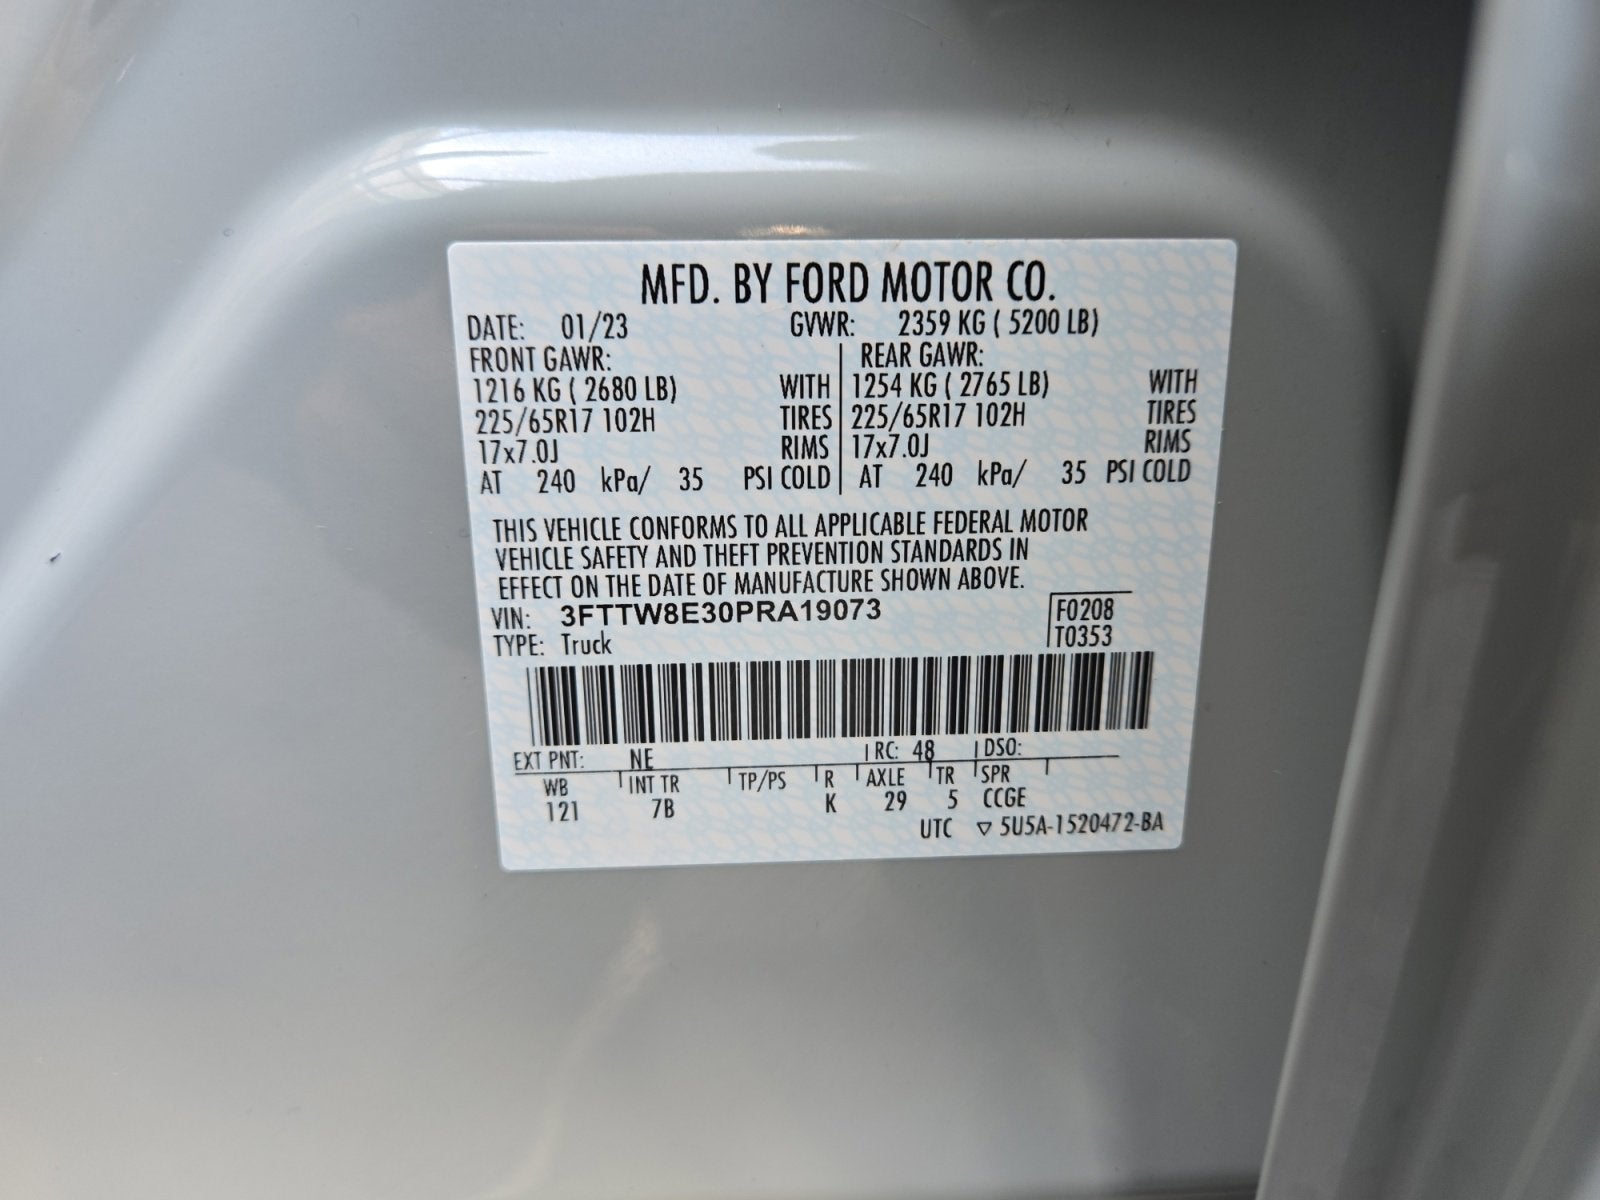 MFD. BY FORD MOTOR CO.
DATE: 01/23 GVWR: 2359 KG ( 5200 LB)
FRONT GAWR: REAR GAWR:
1216 KG ( 2680 LB) WITH 1254 KG ( 2765 LB) WITH
225/65R17 102H TIRES 225/65R17 102H TIRES
17x7.0J RIMS 17x7.0J RIMS
AT 240 kPa/ 35 PSI COLD AT 240 kPa/ 35 PSI COLD
THIS VEHICLE CONFORMS TO ALL APPLICABLE FEDERAL MOTOR
VEHICLE SAFETY AND THEFT PREVENTION STANDARDS IN
EFFECT ON THE DATE OF MANUFACTURE SHOWN ABOVE.
VIN: 3FTTW8E30PRA19073 F0208
TYPE: Truck T0353
EXT PNT: NE RC: 48 DSO:
WB INT TR TP/PS R AXLE TR SPR
121 7B K 29 5 CCGE
UTC ▽ 5U5A-1520472-BA